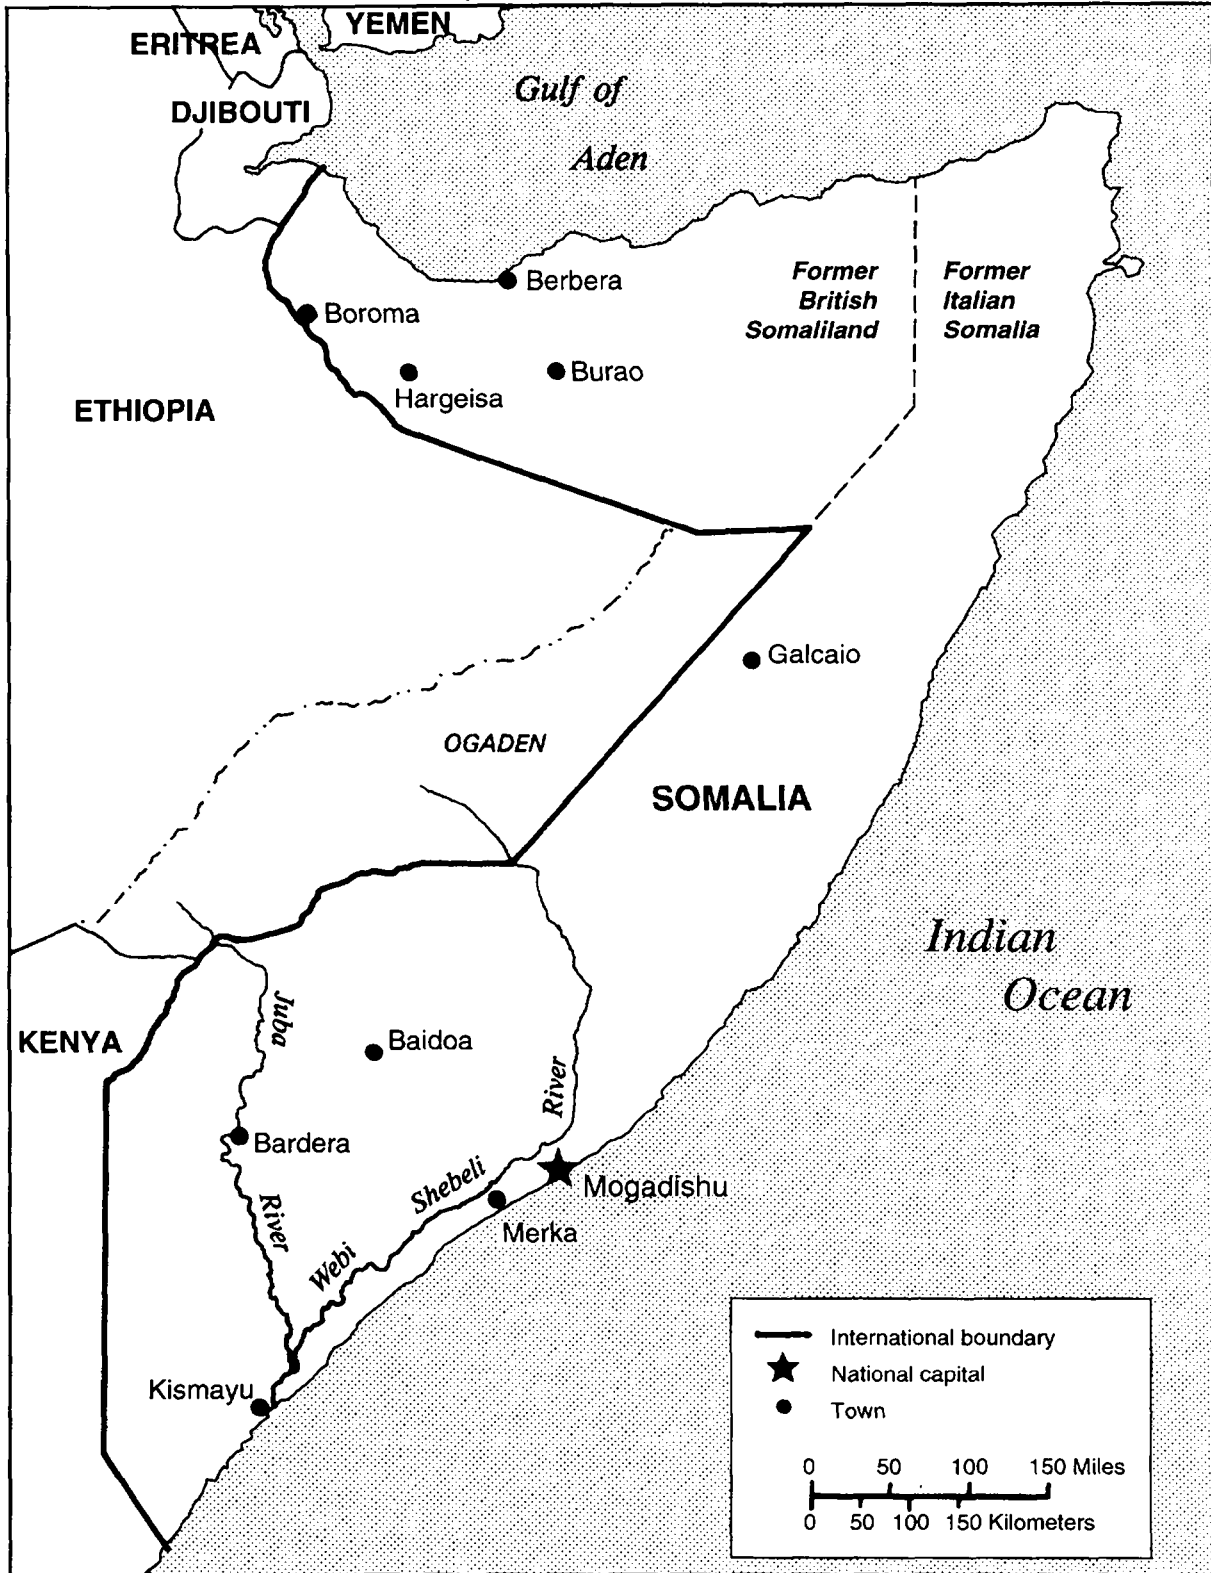 YEMEN
ERITREA
Gulf of
Aden
DJIBOUTI
Berbera
Former
British
Somaliland
Former
Italian
Somalia
Boroma
Hargeisa
Burao
ETHIOPIA
Galcaio
OGADEN
SOMALIA
Indian
Ocean
Juba
River
KENYA
Baidoa
River
Bardera
Shebeli
Webi
Mogadishu
Merka
Kismayu
International boundary
National capital
Town
0 50 100 150 Miles
0 50 100 150 Kilometers